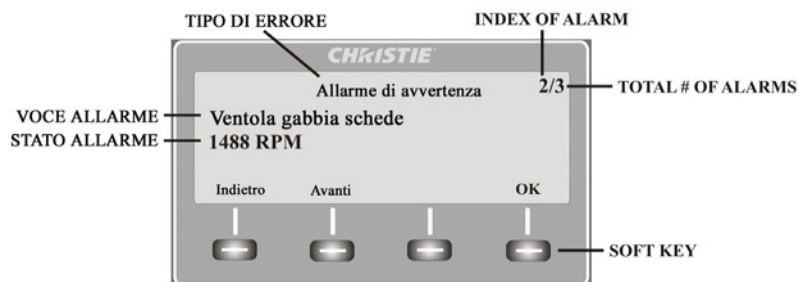 TIPO DI ERRORE
INDEX OF ALARM
CHRISTIE
Allarme di avvertenza
2/3
TOTAL # OF ALARMS
VOCE ALLARME
Ventola gabbia schede
STATO ALLARME
1488 RPM
Indietro
Avanti
OK
SOFT KEY